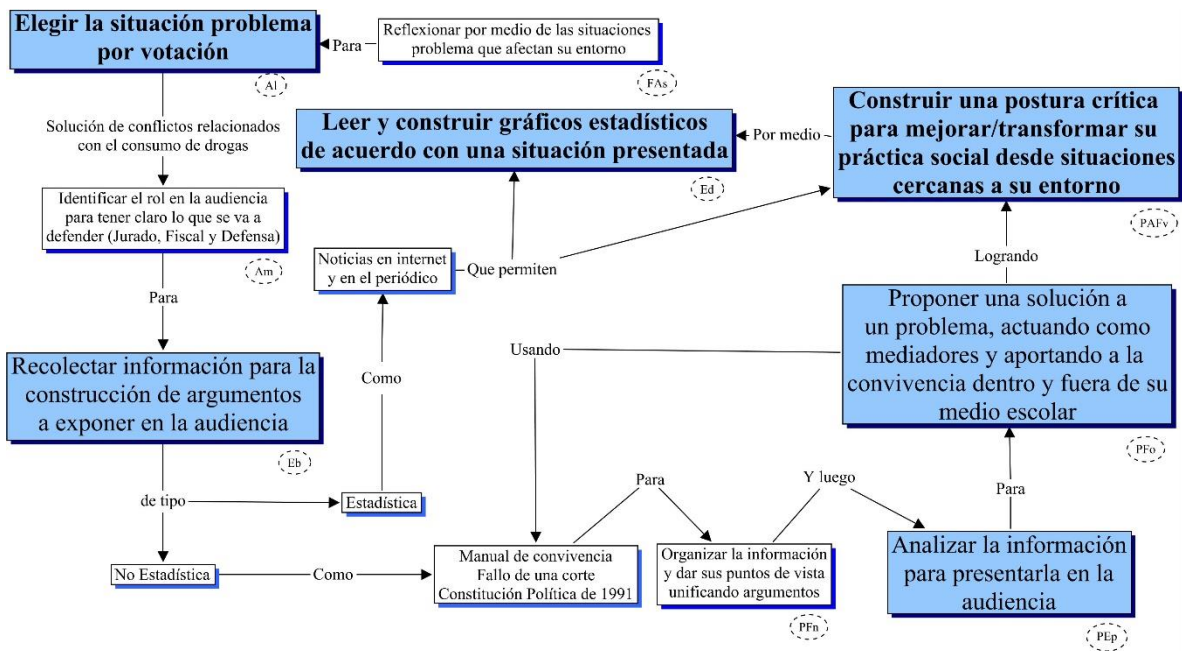 Elegir la situación problema
por votación
Para
Reflexionar por medio de las situaciones
problema que afectan su entorno
Al
FAs
Solución de conflictos relacionados
con el consumo de drogas
Leer y construir gráficos estadísticos
de acuerdo con una situación presentada
Ed
Por medio
Construir una postura crítica
para mejorar/transformar su
práctica social desde situaciones
cercanas a su entorno
PAFv
Identificar el rol en la audiencia
para tener claro lo que se va a
defender (Jurado, Fiscal y Defensa)
Am
Noticias en internet
y en el periódico
Que permiten
Logrando
Para
Proponer una solución a
un problema, actuando como
mediadores y aportando a la
convivencia dentro y fuera de su
medio escolar
PFo
Usando
Como
Recolectar información para la
construcción de argumentos
a exponer en la audiencia
Eb
de tipo
Estadística
Para
Y luego
Para
No Estadística
Como
Manual de convivencia
Fallo de una corte
Constitución Política de 1991
Organizar la información
y dar sus puntos de vista
unificando argumentos
PFn
Analizar la información
para presentarla en la
audiencia
PEp